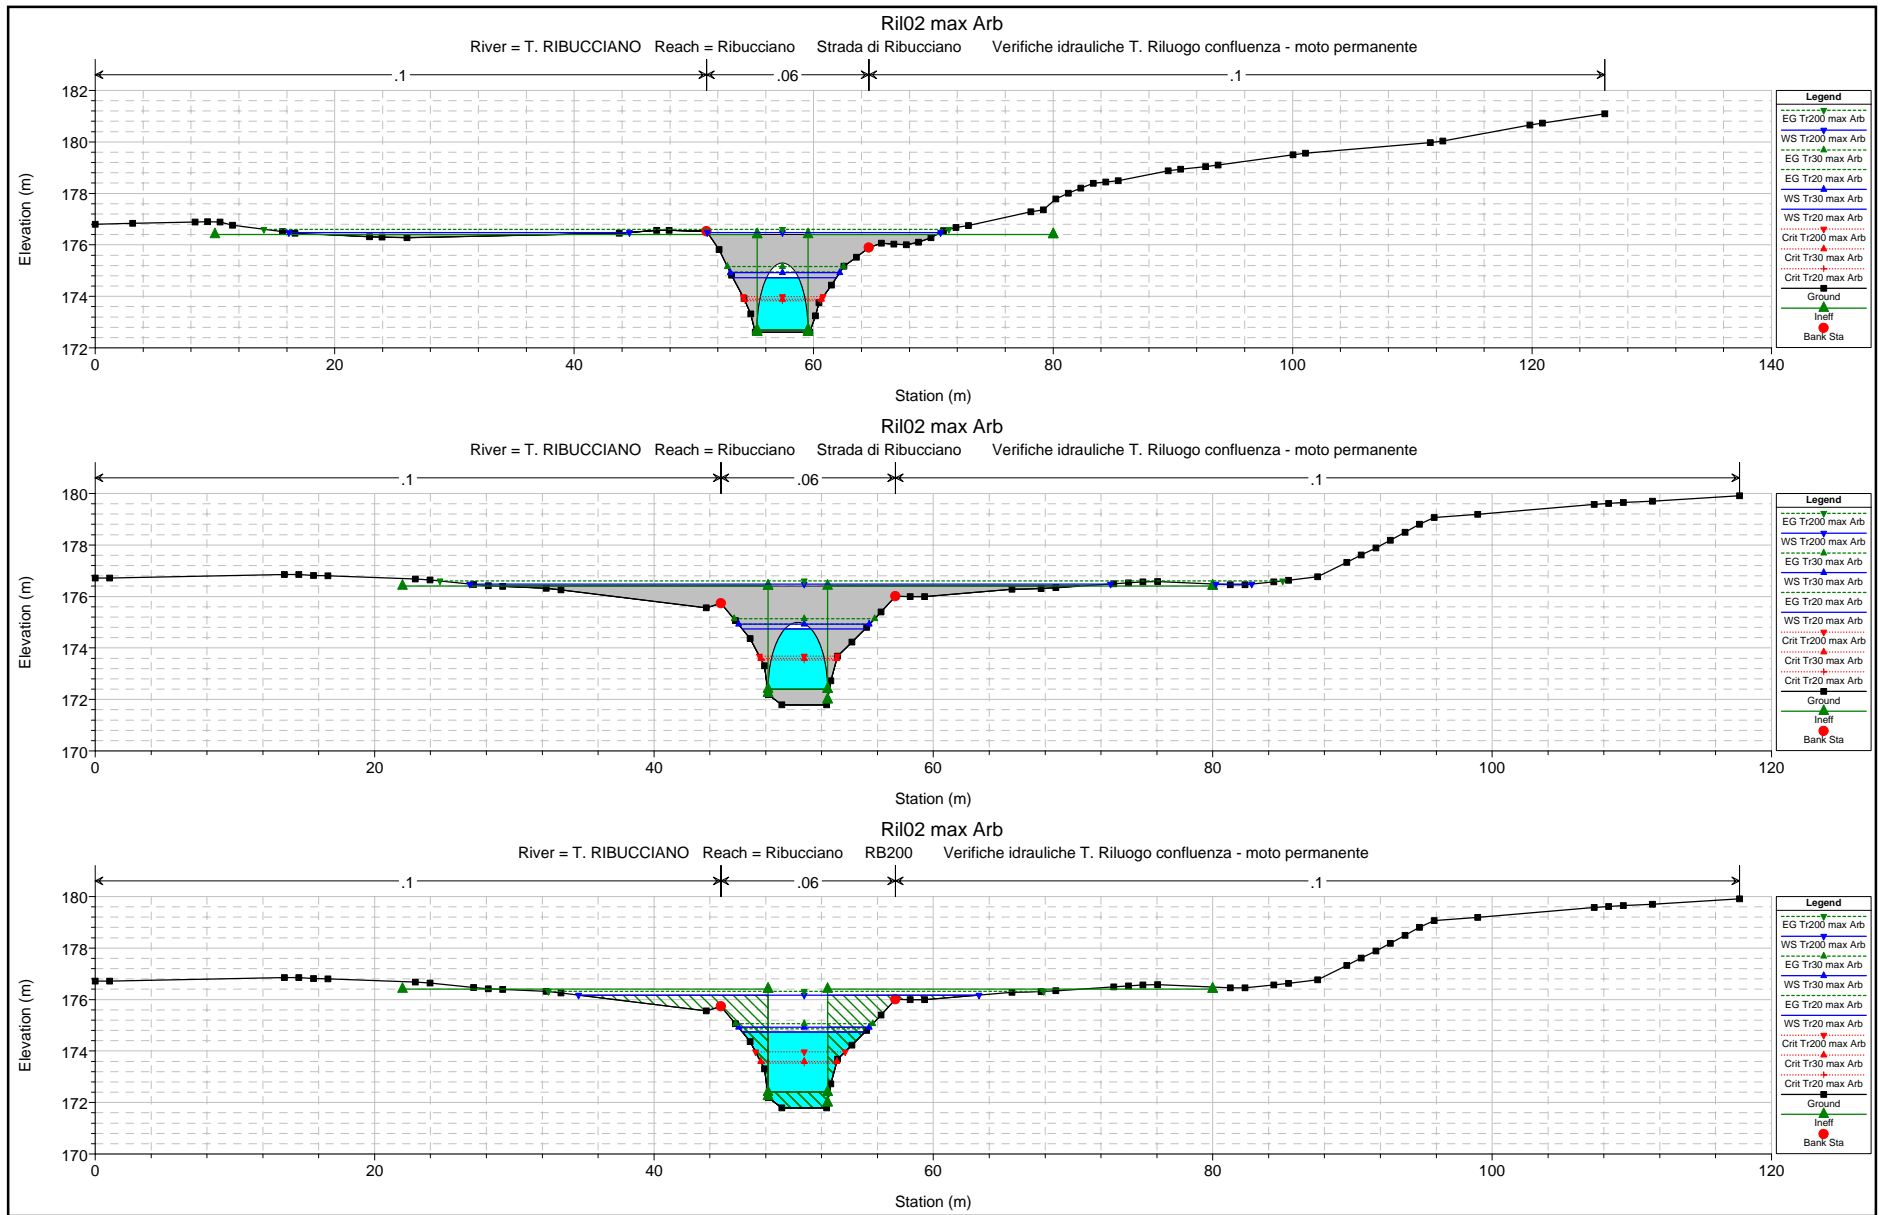 Ril02 max Arb
River = T. RIBUCCIANO Reach = Ribucciano Strada di Ribucciano Verifiche idrauliche T. Riluogo confluenza - moto permanente
.1 .06 .1
182
180
178
176
174
172
Elevation (m)
0 20 40 60 80 100 120 140
Station (m)
Legend
EG Tr200 max Arb
WS Tr200 max Arb
EG Tr30 max Arb
EG Tr20 max Arb
WS Tr30 max Arb
WS Tr20 max Arb
Crit Tr200 max Arb
Crit Tr30 max Arb
Crit Tr20 max Arb
Ground
Ineff
Bank Sta
Ril02 max Arb
River = T. RIBUCCIANO Reach = Ribucciano Strada di Ribucciano Verifiche idrauliche T. Riluogo confluenza - moto permanente
.1 .06 .1
180
178
176
174
172
170
Elevation (m)
0 20 40 60 80 100 120
Station (m)
Legend
EG Tr200 max Arb
WS Tr200 max Arb
EG Tr30 max Arb
WS Tr30 max Arb
EG Tr20 max Arb
WS Tr20 max Arb
Crit Tr200 max Arb
Crit Tr30 max Arb
Crit Tr20 max Arb
Ground
Ineff
Bank Sta
Ril02 max Arb
River = T. RIBUCCIANO Reach = Ribucciano RB200 Verifiche idrauliche T. Riluogo confluenza - moto permanente
.1 .06 .1
180
178
176
174
172
170
Elevation (m)
0 20 40 60 80 100 120
Station (m)
Legend
EG Tr200 max Arb
WS Tr200 max Arb
EG Tr30 max Arb
WS Tr30 max Arb
EG Tr20 max Arb
WS Tr20 max Arb
Crit Tr200 max Arb
Crit Tr30 max Arb
Crit Tr20 max Arb
Ground
Ineff
Bank Sta